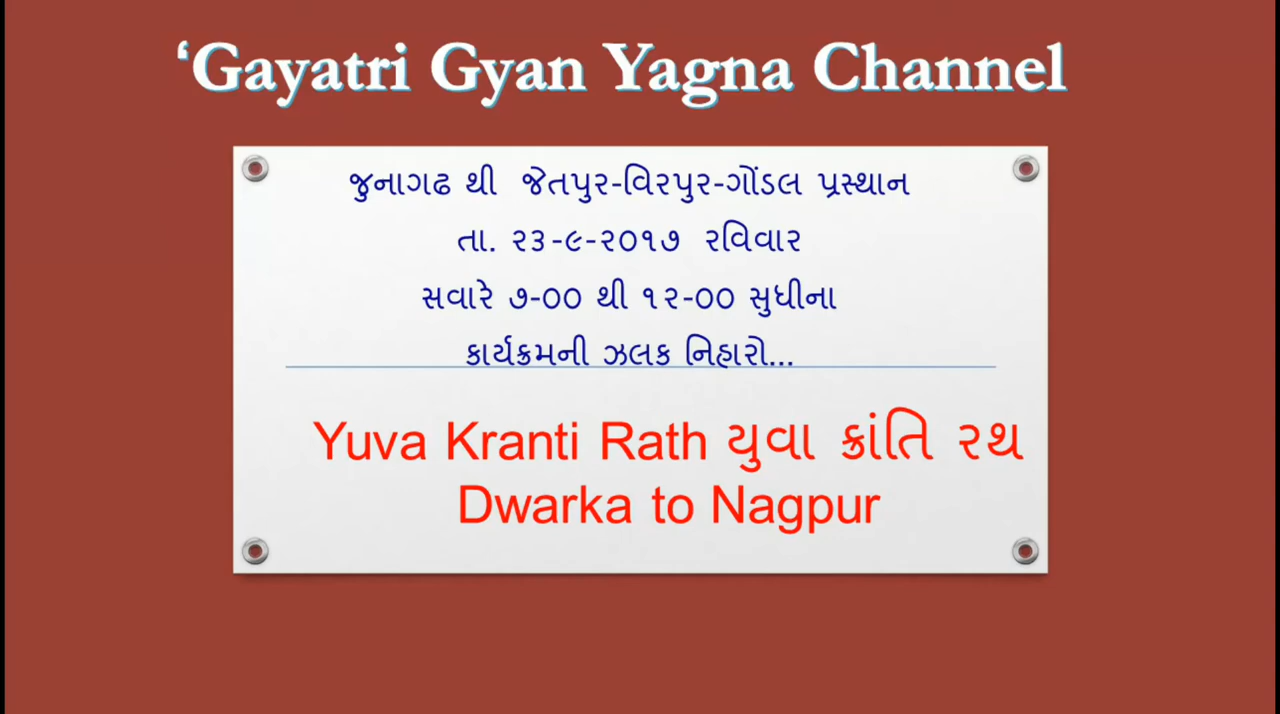 ‘Gayatri Gyan Yagna Channel
જુનાગઢ થી જેતપુર-વિરપુર-ગોંડલ પ્રસ્થાન
તા. ૨૩-૯-૨૦૧૭ રવિવાર
સવારે ૭-૦૦ થી ૧૨-૦૦ સુધીના
કાર્યક્રમની ઝલક નિહારો...
Yuva Kranti Rath યુવા ક્રાંતિ રથ
Dwarka to Nagpur